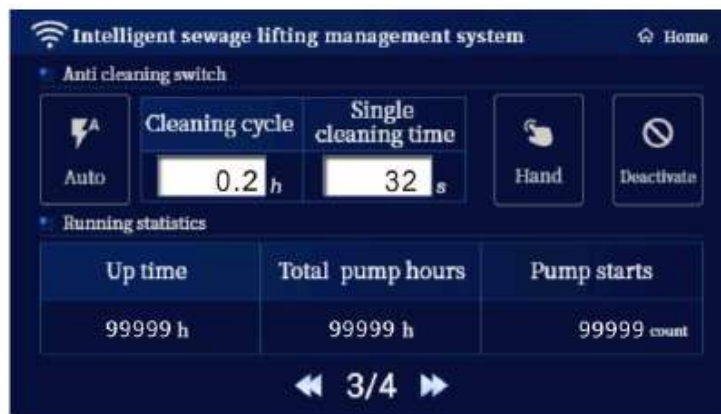 Intelligent sewage lifting management system
Home
Anti cleaning switch
Auto
Cleaning cycle
0.2 h
Single
cleaning time
32 s
Hand
Deactivate
Running statistics
Up time Total pump hours Pump starts
99999 h 99999 h 99999 count
3/4